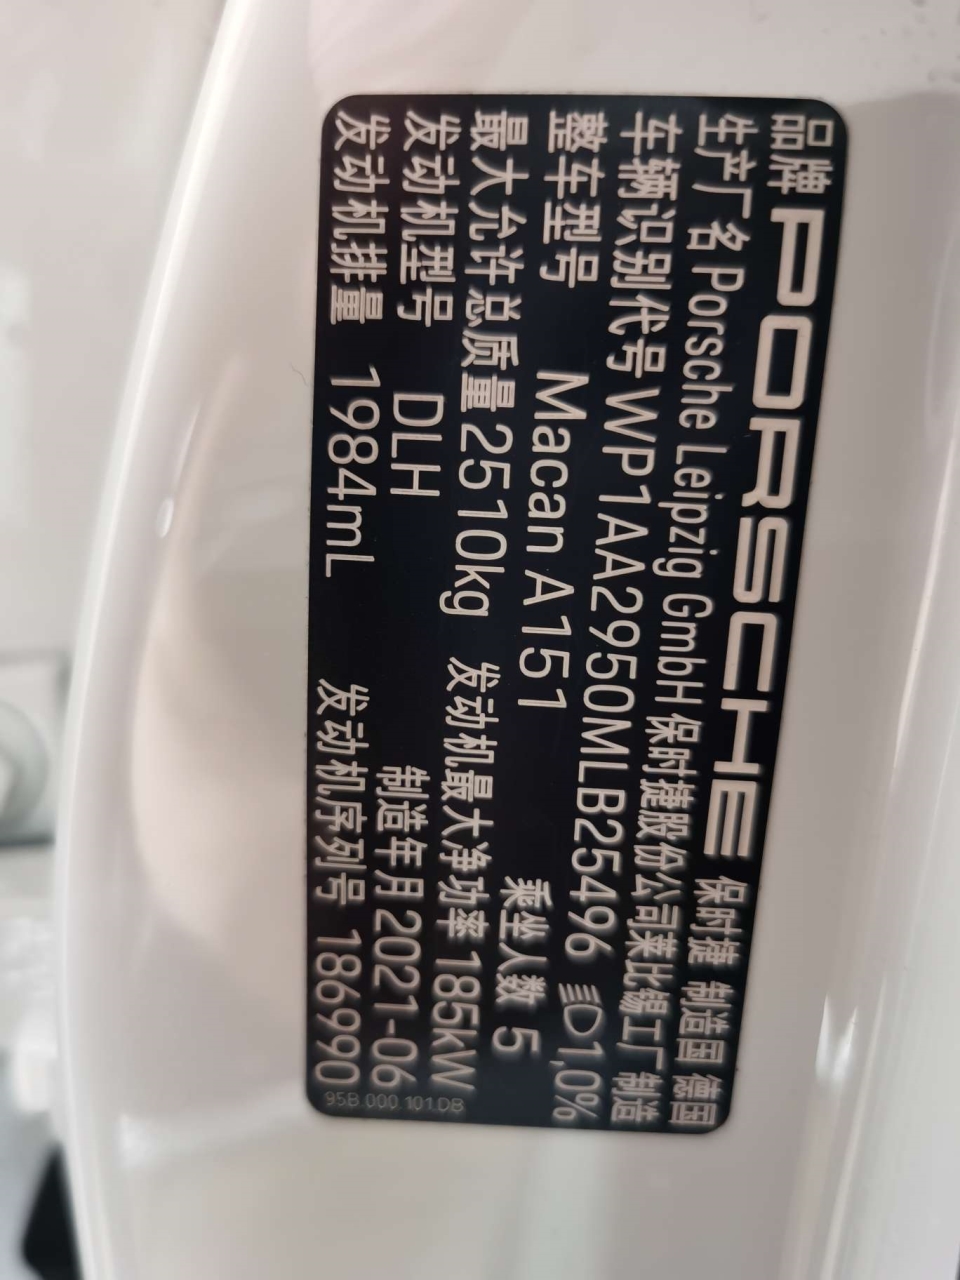 品牌 PORSCHE 保时捷 制造国 德国
生产厂名 Porsche Leipzig GmbH 保时捷股份公司莱比锡工厂 制造
车辆识别代号 WP1AA2950MLB25496 1,0%
整车型号 Macan A151 乘坐人数 5
最大允许总质量 2510kg 发动机最大净功率 185kW
发动机型号 DLH 制造年月 2021-06
发动机排量 1984mL 发动机序列号 186990
95B.000.101.DB